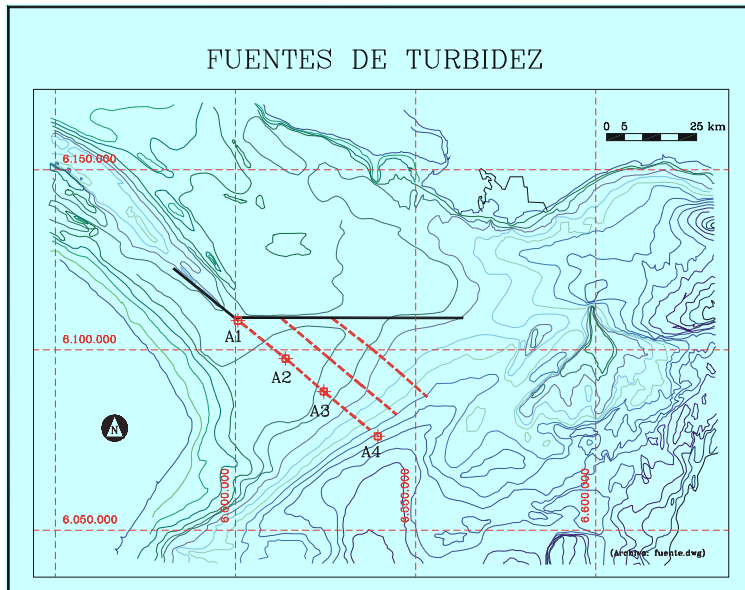 FUENTES DE TURBIDEZ
0 5 25 km
6.150.000
A1
6.100.000
A2
A3
N
A4
6.500.000
6.550.000
6.600.000
6.050.000
(Archivo: fuente.dwg)